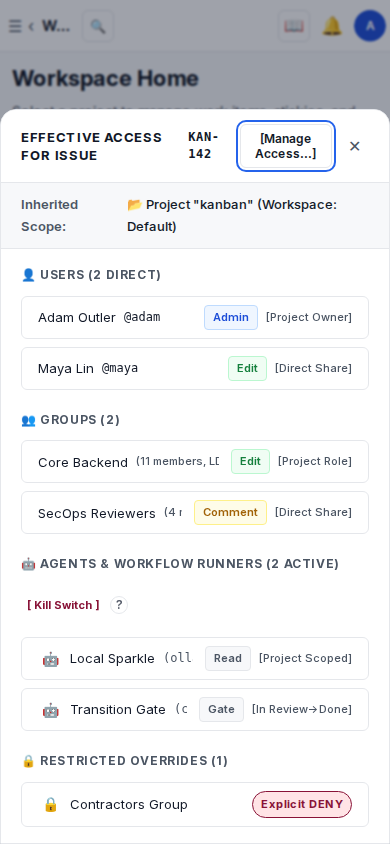 W...
A
Workspace Home
EFFECTIVE ACCESS FOR ISSUE
KAN-142
[Manage Access...]
✕
Inherited Scope:
📂 Project "kanban" (Workspace: Default)
👤 USERS (2 DIRECT)
Adam Outler @adam Admin [Project Owner]
Maya Lin @maya Edit [Direct Share]
👥 GROUPS (2)
Core Backend (11 members, LD Edit [Project Role]
SecOps Reviewers (4 r Comment [Direct Share]
🤖 AGENTS & WORKFLOW RUNNERS (2 ACTIVE)
[ Kill Switch ] ?
🤖 Local Sparkle (oll Read [Project Scoped]
🤖 Transition Gate (c Gate [In Review→Done]
🔒 RESTRICTED OVERRIDES (1)
🔒 Contractors Group Explicit DENY